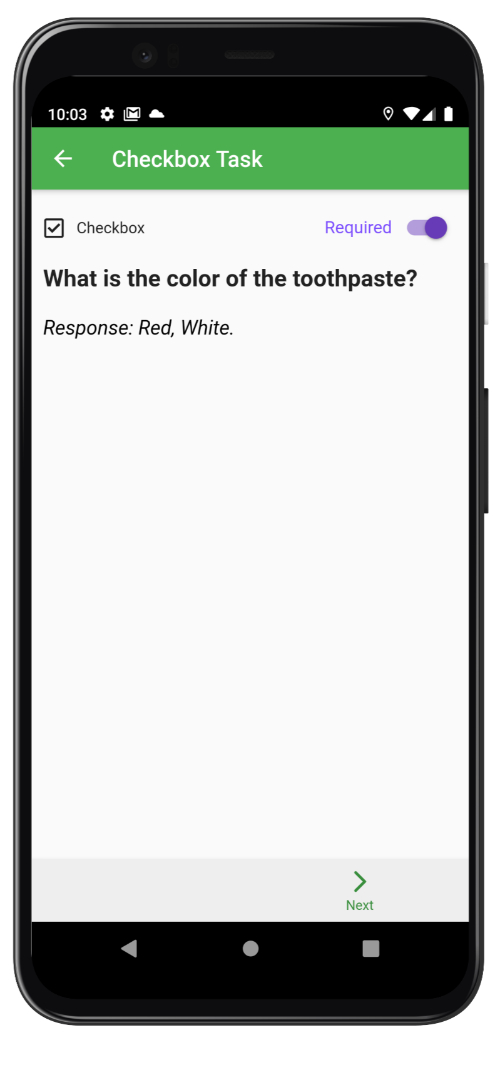 10:03
Checkbox Task
Checkbox Required
What is the color of the toothpaste?
Response: Red, White.
Next